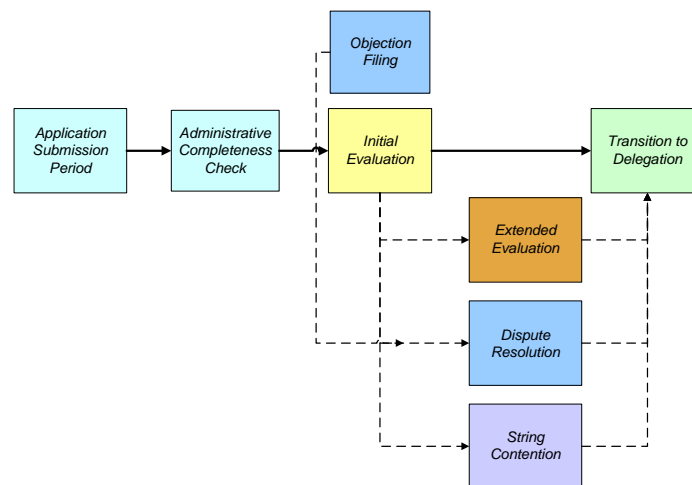 Objection
Filing
Application
Submission
Period
Administrative
Completeness
Check
Initial
Evaluation
Transition to
Delegation
Extended
Evaluation
Dispute
Resolution
String
Contention